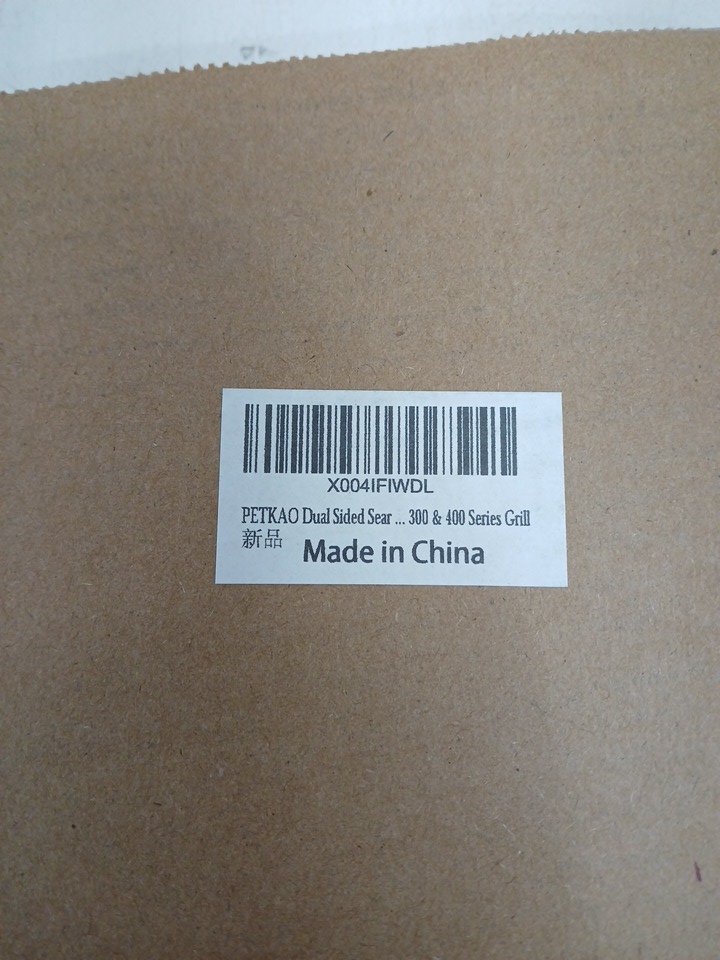 X004IFIWDL
PETKAO Dual Sided Sear ... 300 & 400 Series Grill
新品
Made in China